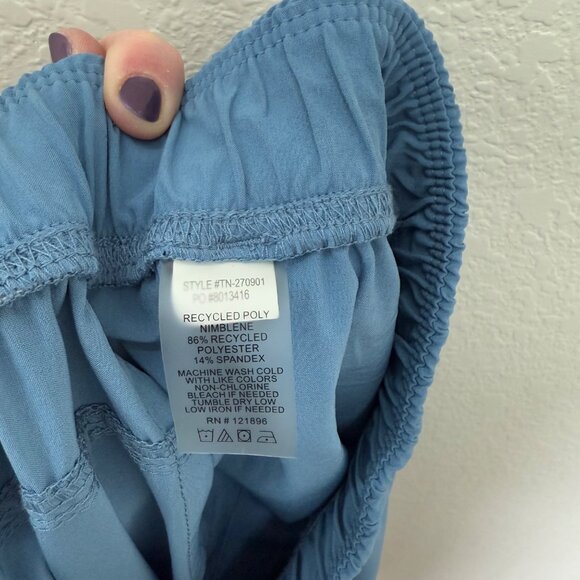 STYLE #TN-270901
PO #8013416
RECYCLED POLY
NIMBLENE
86% RECYCLED
POLYESTER
14% SPANDEX
MACHINE WASH COLD
WITH LIKE COLORS
NON-CHLORINE
BLEACH IF NEEDED
TUMBLE DRY LOW
LOW IRON IF NEEDED
RN # 121896